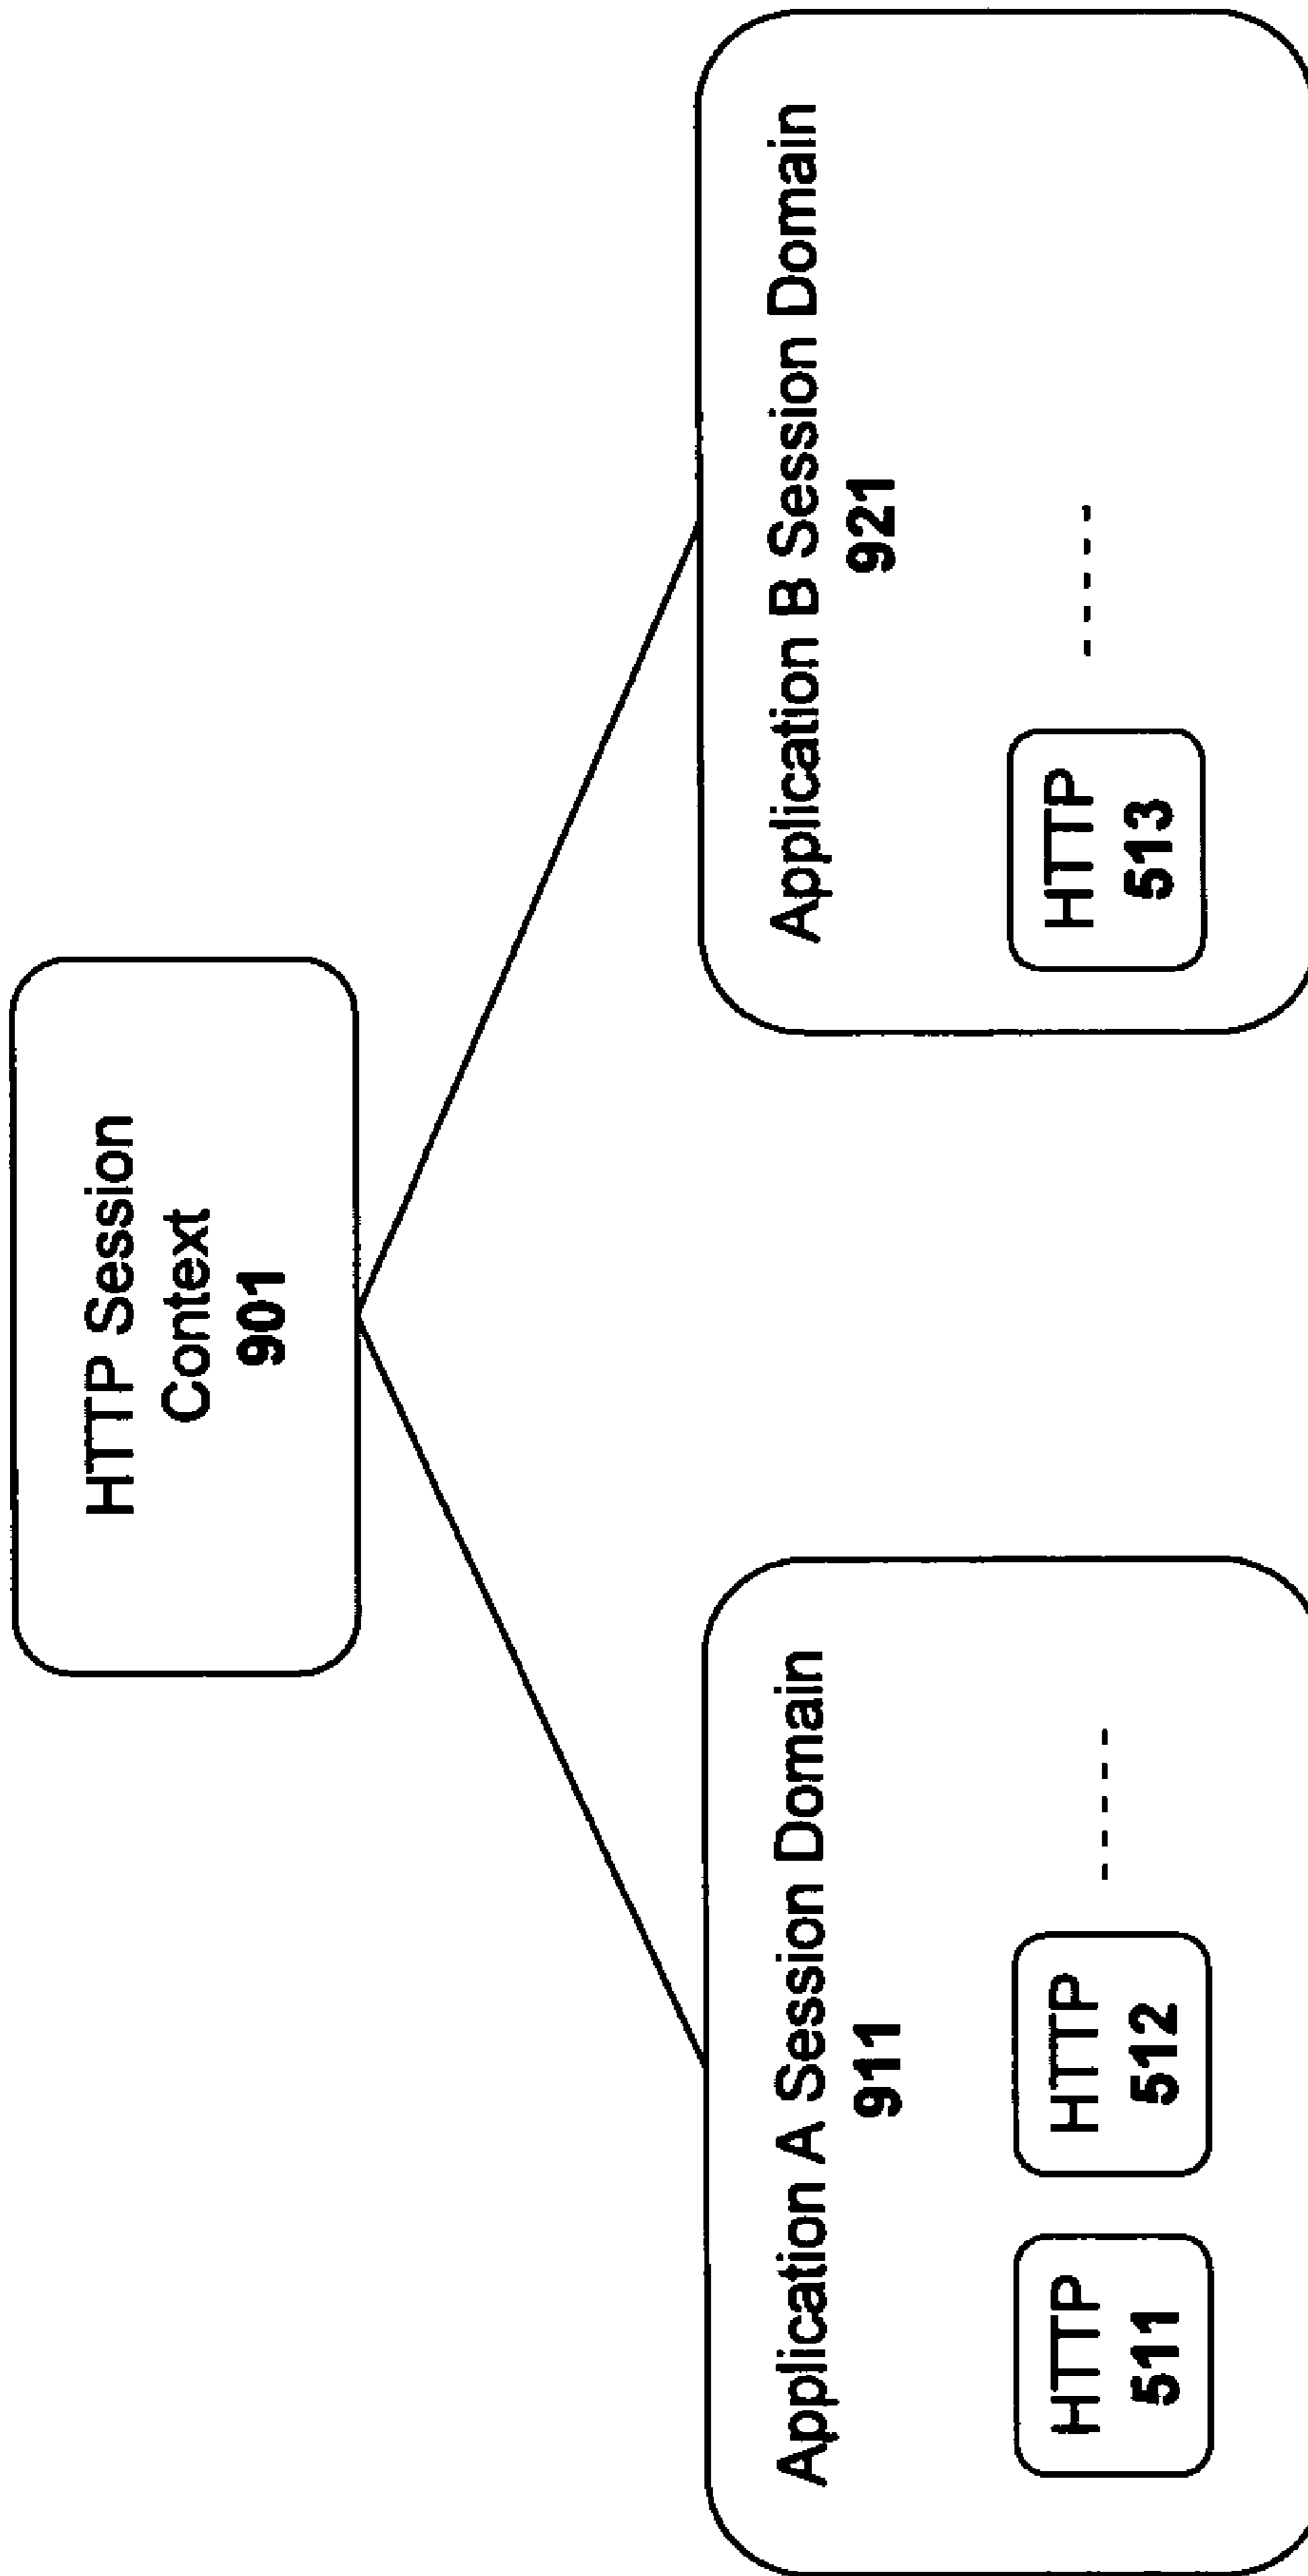 HTTP Session
Context
901
Application A Session Domain
911
HTTP
511
HTTP
512
Application B Session Domain
921
HTTP
513